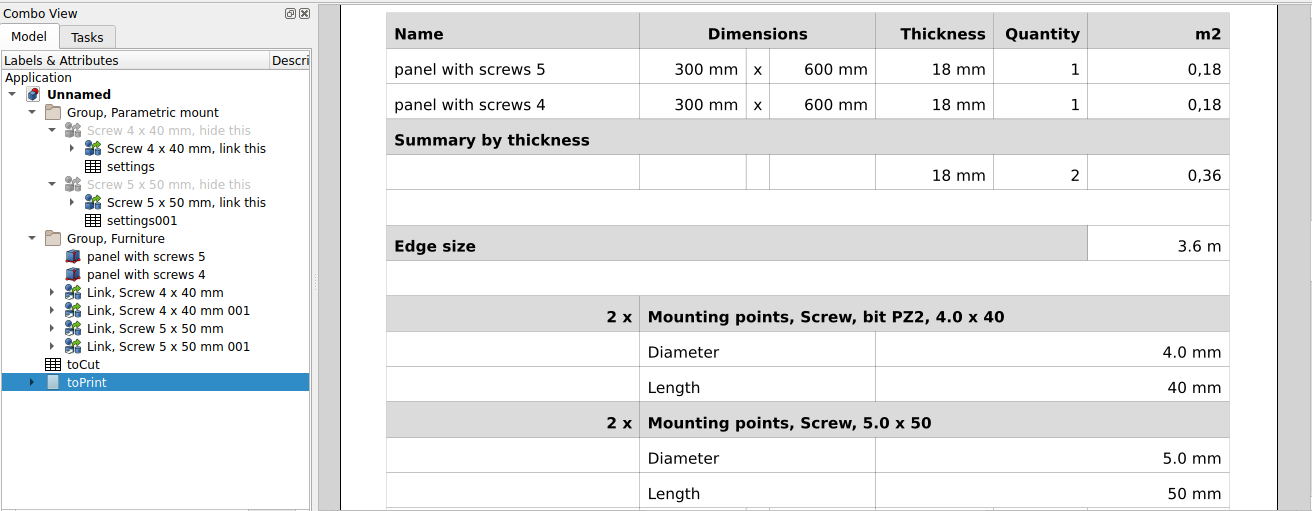 Combo View
Model Tasks
Labels & Attributes Descri
Application
Unnamed
Group, Parametric mount
Screw 4 x 40 mm, hide this
Screw 4 x 40 mm, link this
settings
Screw 5 x 50 mm, hide this
Screw 5 x 50 mm, link this
settings001
Group, Furniture
panel with screws 5
panel with screws 4
Link, Screw 4 x 40 mm
Link, Screw 4 x 40 mm 001
Link, Screw 5 x 50 mm
Link, Screw 5 x 50 mm 001
toCut
toPrint
Name Dimensions Thickness Quantity m2
panel with screws 5 300 mm x 600 mm 18 mm 1 0,18
panel with screws 4 300 mm x 600 mm 18 mm 1 0,18
Summary by thickness
18 mm 2 0,36
Edge size 3.6 m
2 x Mounting points, Screw, bit PZ2, 4.0 x 40
Diameter 4.0 mm
Length 40 mm
2 x Mounting points, Screw, 5.0 x 50
Diameter 5.0 mm
Length 50 mm